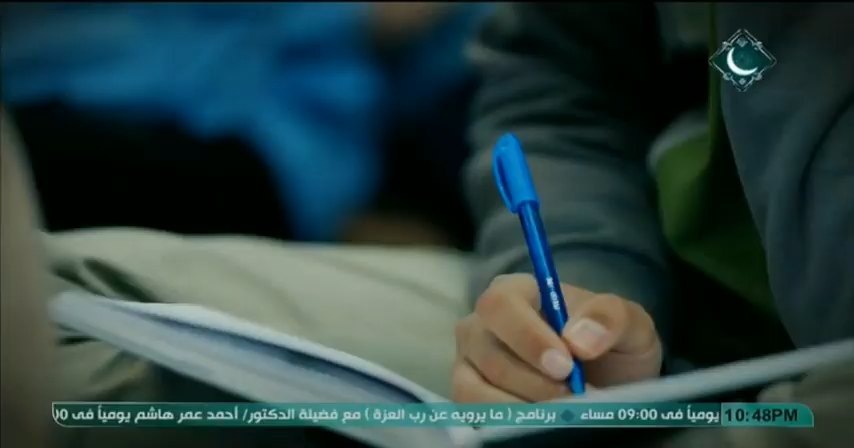 يومياً فى 09:00 مساء ◆ برنامج ( ما يرويه عن رب العزة ) مع فضيلة الدكتور/ أحمد عمر هاشم يومياً فى
10:48PM